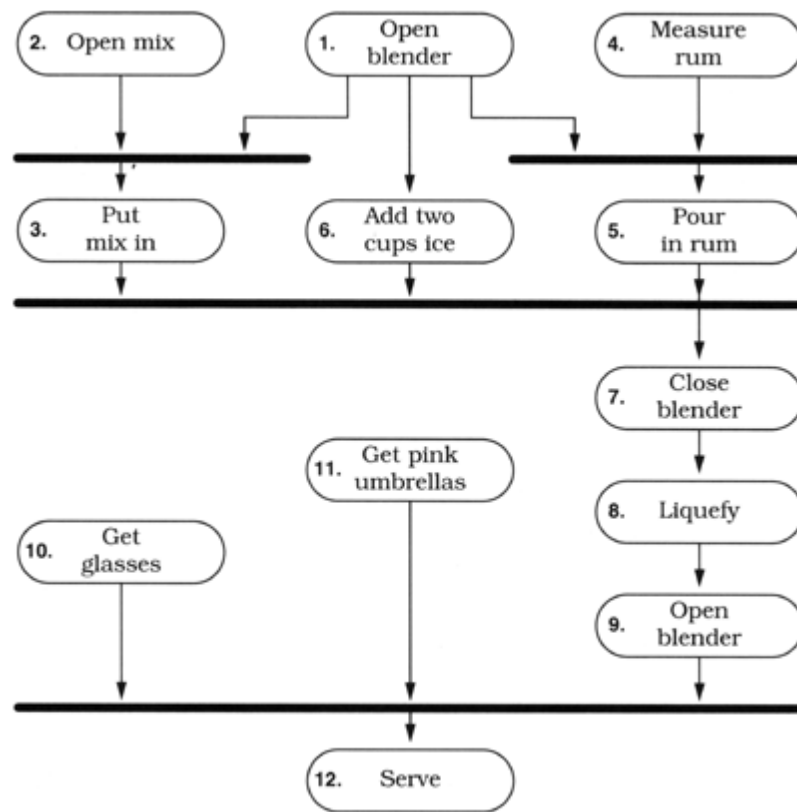 2. Open mix
1. Open
blender
4. Measure
rum
3. Put
mix in
6. Add two
cups ice
5. Pour
in rum
7. Close
blender
11. Get pink
umbrellas
8. Liquefy
10. Get
glasses
9. Open
blender
12. Serve